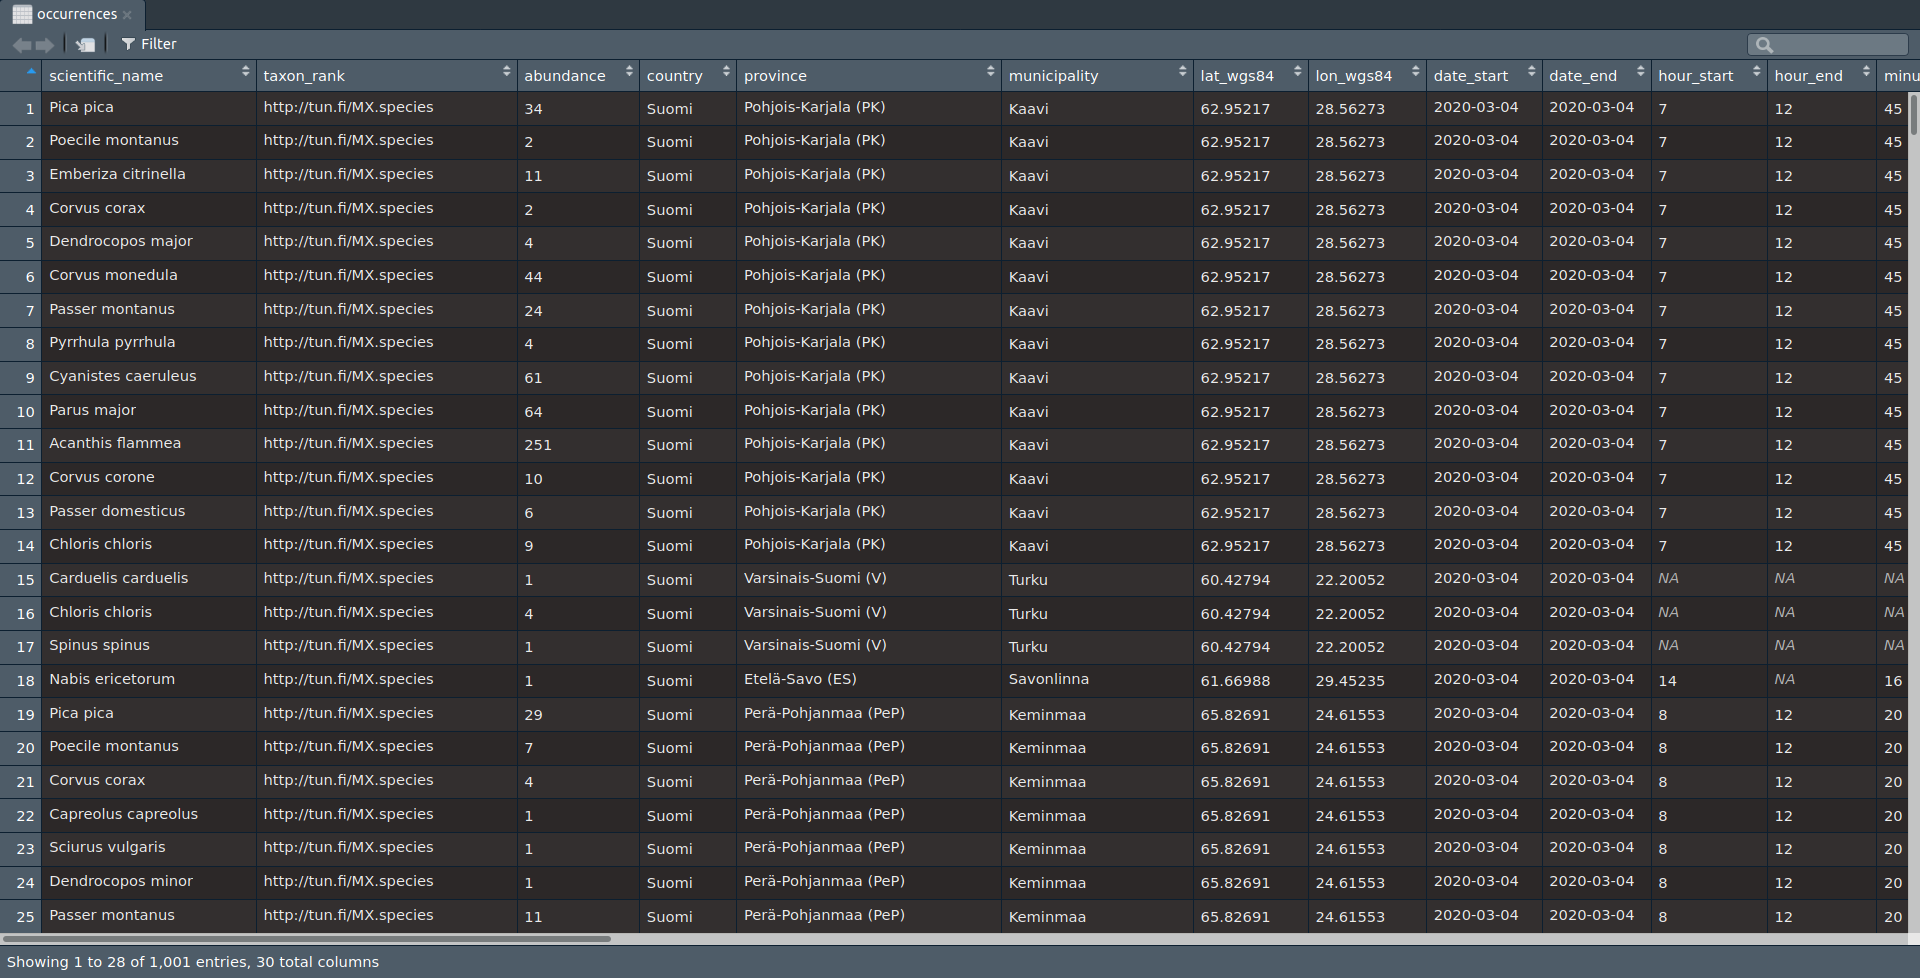 occurrences
Filter
scientific_name taxon_rank abundance country province municipality lat_wgs84 lon_wgs84 date_start date_end hour_start hour_end minu
1 Pica pica http://tun.fi/MX.species 34 Suomi Pohjois-Karjala (PK) Kaavi 62.95217 28.56273 2020-03-04 2020-03-04 7 12 45
2 Poecile montanus http://tun.fi/MX.species 2 Suomi Pohjois-Karjala (PK) Kaavi 62.95217 28.56273 2020-03-04 2020-03-04 7 12 45
3 Emberiza citrinella http://tun.fi/MX.species 11 Suomi Pohjois-Karjala (PK) Kaavi 62.95217 28.56273 2020-03-04 2020-03-04 7 12 45
4 Corvus corax http://tun.fi/MX.species 2 Suomi Pohjois-Karjala (PK) Kaavi 62.95217 28.56273 2020-03-04 2020-03-04 7 12 45
5 Dendrocopos major http://tun.fi/MX.species 4 Suomi Pohjois-Karjala (PK) Kaavi 62.95217 28.56273 2020-03-04 2020-03-04 7 12 45
6 Corvus monedula http://tun.fi/MX.species 44 Suomi Pohjois-Karjala (PK) Kaavi 62.95217 28.56273 2020-03-04 2020-03-04 7 12 45
7 Passer montanus http://tun.fi/MX.species 24 Suomi Pohjois-Karjala (PK) Kaavi 62.95217 28.56273 2020-03-04 2020-03-04 7 12 45
8 Pyrrhula pyrrhula http://tun.fi/MX.species 4 Suomi Pohjois-Karjala (PK) Kaavi 62.95217 28.56273 2020-03-04 2020-03-04 7 12 45
9 Cyanistes caeruleus http://tun.fi/MX.species 61 Suomi Pohjois-Karjala (PK) Kaavi 62.95217 28.56273 2020-03-04 2020-03-04 7 12 45
10 Parus major http://tun.fi/MX.species 64 Suomi Pohjois-Karjala (PK) Kaavi 62.95217 28.56273 2020-03-04 2020-03-04 7 12 45
11 Acanthis flammea http://tun.fi/MX.species 251 Suomi Pohjois-Karjala (PK) Kaavi 62.95217 28.56273 2020-03-04 2020-03-04 7 12 45
12 Corvus corone http://tun.fi/MX.species 10 Suomi Pohjois-Karjala (PK) Kaavi 62.95217 28.56273 2020-03-04 2020-03-04 7 12 45
13 Passer domesticus http://tun.fi/MX.species 6 Suomi Pohjois-Karjala (PK) Kaavi 62.95217 28.56273 2020-03-04 2020-03-04 7 12 45
14 Chloris chloris http://tun.fi/MX.species 9 Suomi Pohjois-Karjala (PK) Kaavi 62.95217 28.56273 2020-03-04 2020-03-04 7 12 45
15 Carduelis carduelis http://tun.fi/MX.species 1 Suomi Varsinais-Suomi (V) Turku 60.42794 22.20052 2020-03-04 2020-03-04 NA NA NA
16 Chloris chloris http://tun.fi/MX.species 4 Suomi Varsinais-Suomi (V) Turku 60.42794 22.20052 2020-03-04 2020-03-04 NA NA NA
17 Spinus spinus http://tun.fi/MX.species 1 Suomi Varsinais-Suomi (V) Turku 60.42794 22.20052 2020-03-04 2020-03-04 NA NA NA
18 Nabis ericetorum http://tun.fi/MX.species 1 Suomi Etelä-Savo (ES) Savonlinna 61.66988 29.45235 2020-03-04 2020-03-04 14 NA 16
19 Pica pica http://tun.fi/MX.species 29 Suomi Perä-Pohjanmaa (PeP) Keminmaa 65.82691 24.61553 2020-03-04 2020-03-04 8 12 20
20 Poecile montanus http://tun.fi/MX.species 7 Suomi Perä-Pohjanmaa (PeP) Keminmaa 65.82691 24.61553 2020-03-04 2020-03-04 8 12 20
21 Corvus corax http://tun.fi/MX.species 4 Suomi Perä-Pohjanmaa (PeP) Keminmaa 65.82691 24.61553 2020-03-04 2020-03-04 8 12 20
22 Capreolus capreolus http://tun.fi/MX.species 1 Suomi Perä-Pohjanmaa (PeP) Keminmaa 65.82691 24.61553 2020-03-04 2020-03-04 8 12 20
23 Sciurus vulgaris http://tun.fi/MX.species 1 Suomi Perä-Pohjanmaa (PeP) Keminmaa 65.82691 24.61553 2020-03-04 2020-03-04 8 12 20
24 Dendrocopos minor http://tun.fi/MX.species 1 Suomi Perä-Pohjanmaa (PeP) Keminmaa 65.82691 24.61553 2020-03-04 2020-03-04 8 12 20
25 Passer montanus http://tun.fi/MX.species 11 Suomi Perä-Pohjanmaa (PeP) Keminmaa 65.82691 24.61553 2020-03-04 2020-03-04 8 12 20
Showing 1 to 28 of 1,001 entries, 30 total columns